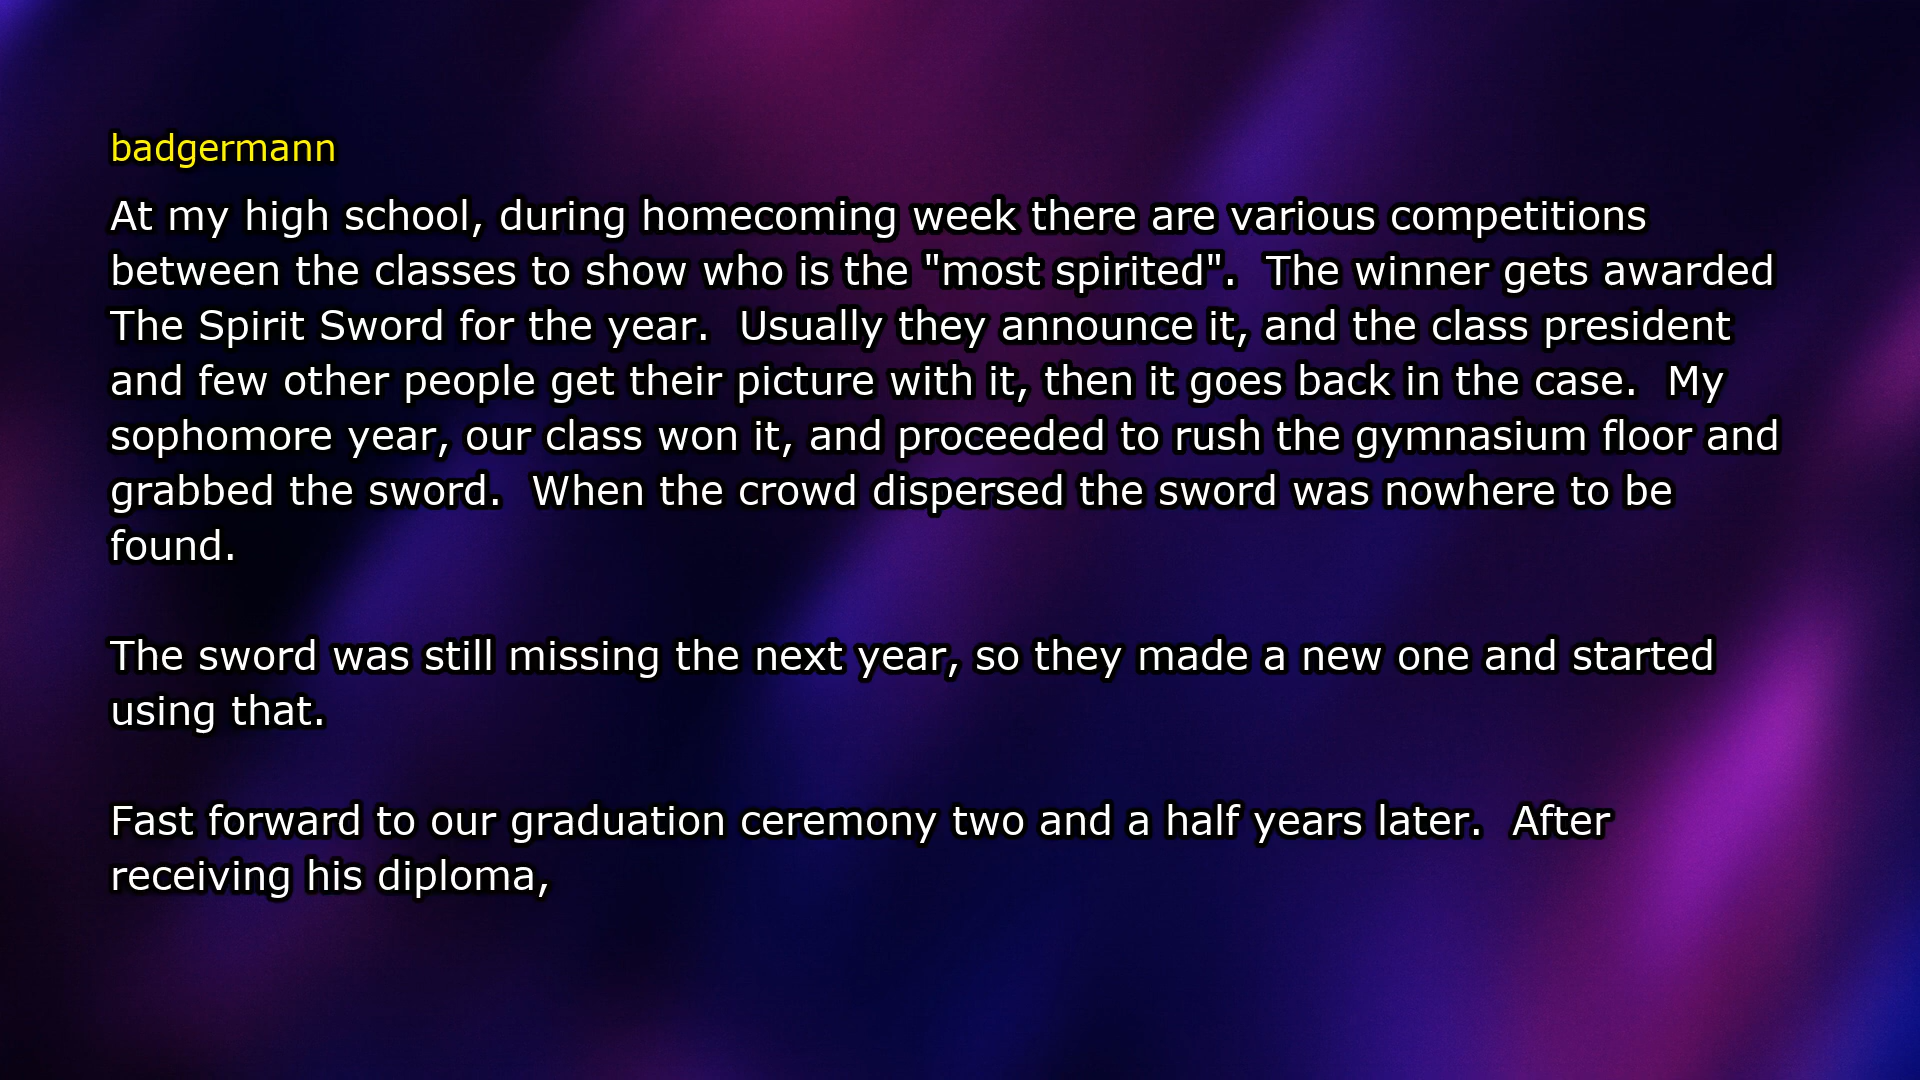 badgermann
At my high school, during homecoming week there are various competitions
between the classes to show who is the "most spirited".  The winner gets awarded
The Spirit Sword for the year.  Usually they announce it, and the class president
and few other people get their picture with it, then it goes back in the case.  My
sophomore year, our class won it, and proceeded to rush the gymnasium floor and
grabbed the sword.  When the crowd dispersed the sword was nowhere to be
found.
The sword was still missing the next year, so they made a new one and started
using that.
Fast forward to our graduation ceremony two and a half years later.  After
receiving his diploma,